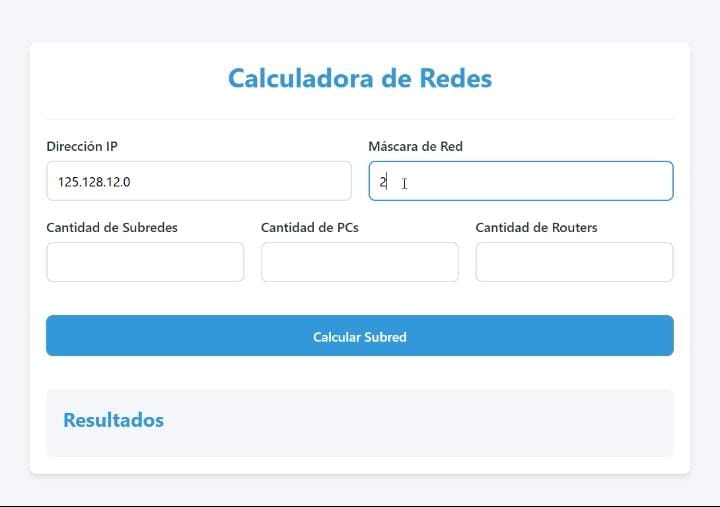 Calculadora de Redes
Dirección IP
Máscara de Red
125.128.12.0
2
Cantidad de Subredes
Cantidad de PCs
Cantidad de Routers
Calcular Subred
Resultados